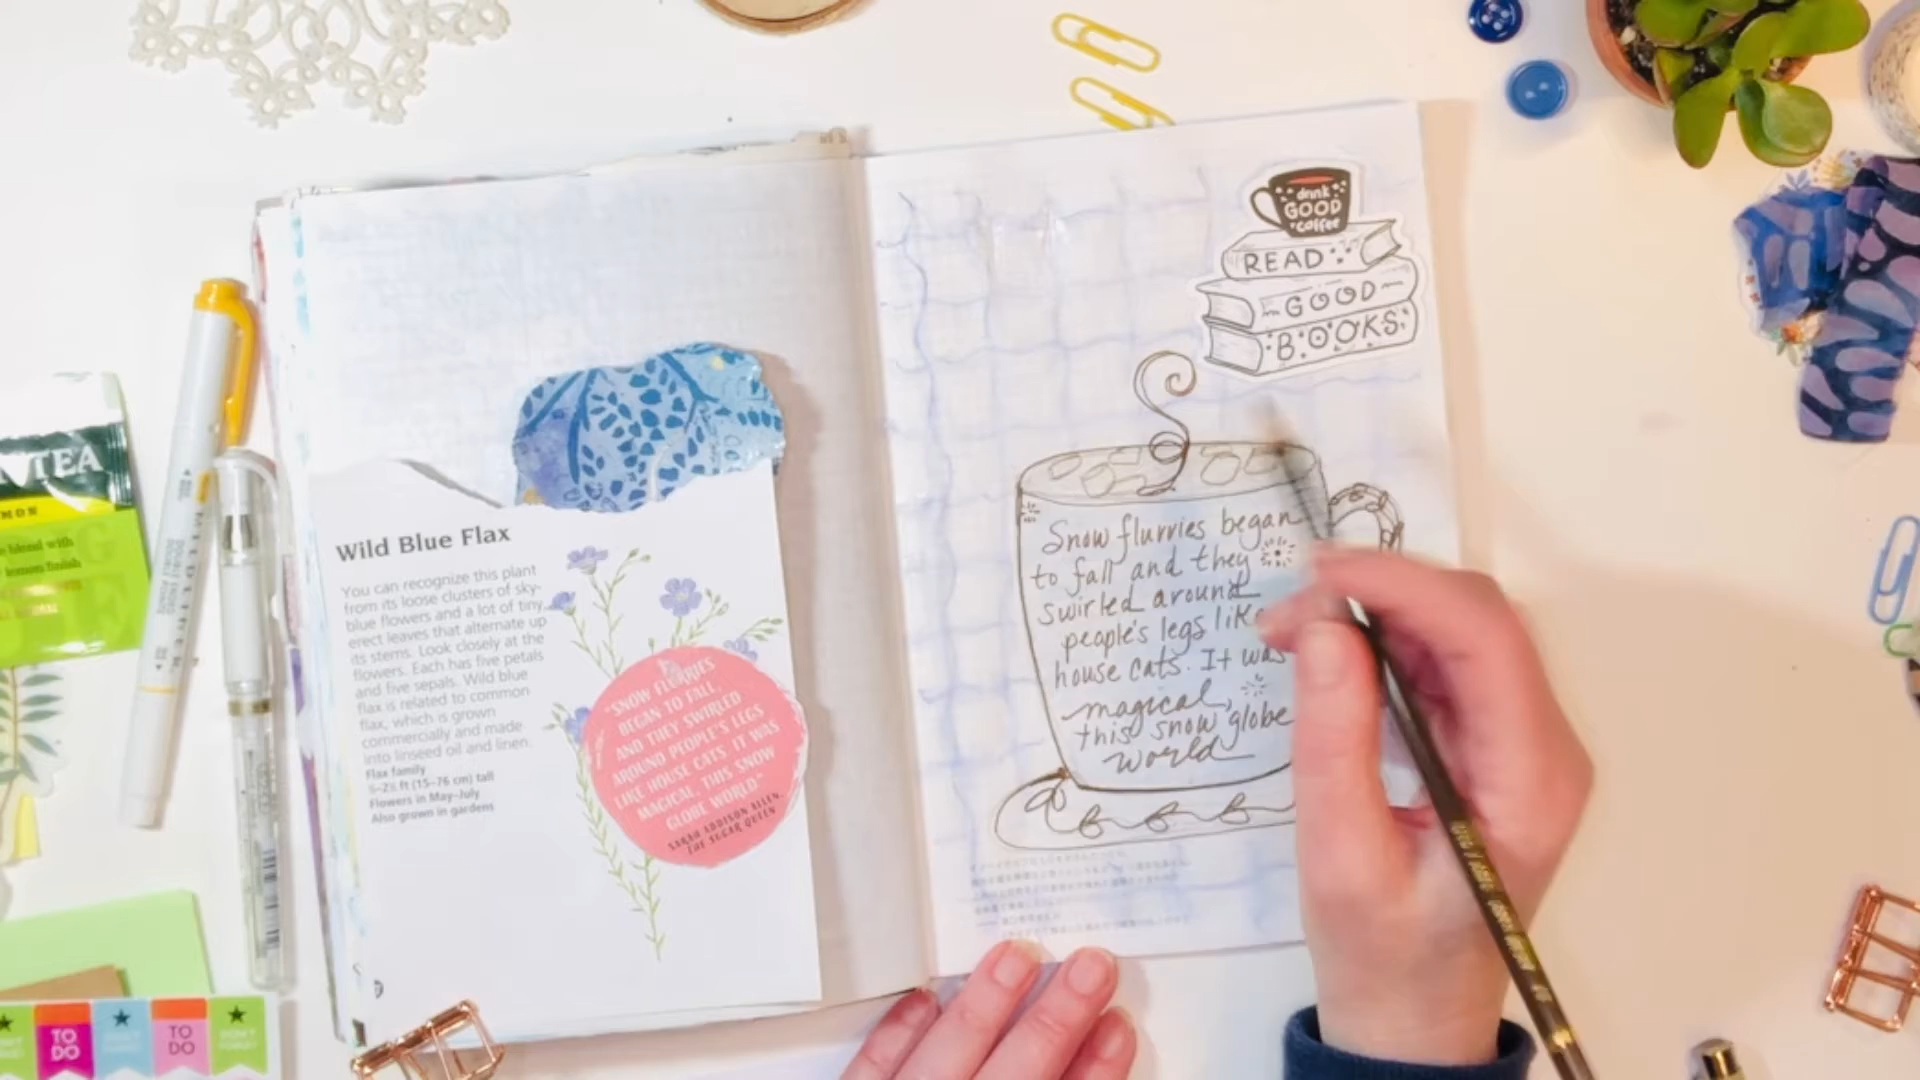 TEA
MON
blend with
lemon finish
Wild Blue Flax
You can recognize this plant
from its loose clusters of sky-
blue flowers and a lot of tiny,
erect leaves that alternate up
its stems. Look closely at the
flowers. Each has five petals
and five sepals. Wild blue
flax is related to common
flax, which is grown
commercially and made
into linseed oil and linen.
Flax family
½–2½ ft (15–76 cm) tall
Flowers in May–July
Also grown in gardens
"SNOW FLURRIES
BEGAN TO FALL,
AND THEY SWIRLED
AROUND PEOPLE'S LEGS
LIKE HOUSE CATS. IT WAS
MAGICAL, THIS SNOW
GLOBE WORLD"
SARAH ADDISON ALLEN,
THE SUGAR QUEEN
TO
DO
TO
DO
drink
GOOD
coffee
READ
GOOD
BOOKS
Snow flurries began
to fall and they
swirled around
people's legs like
house cats. It was
magical,
this snow globe
world